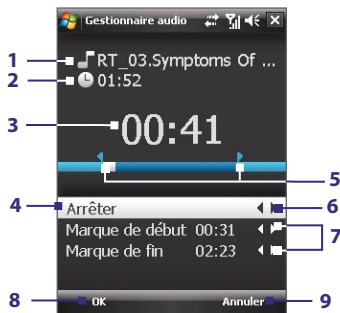 Gestionnaire audio
1 RT_03.Symptoms Of ...
2 01:52
3 00:41
5
4 Arrêter 6
Marque de début 00:31
7
Marque de fin 02:23
8 OK Annuler 9